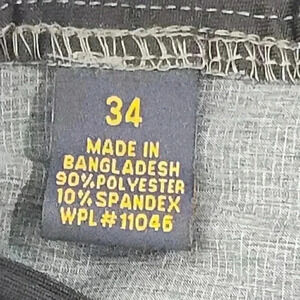 34
MADE IN
BANGLADESH
90%POLYESTER
10% SPANDEX
WPL#11046